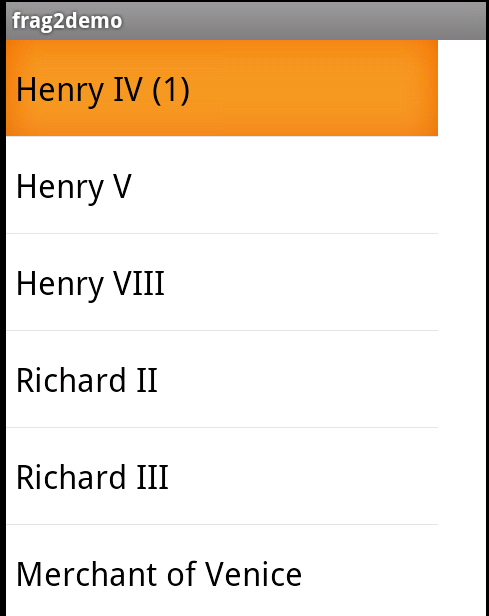 frag2demo
Henry IV (1)
Henry V
Henry VIII
Richard II
Richard III
Merchant of Venice